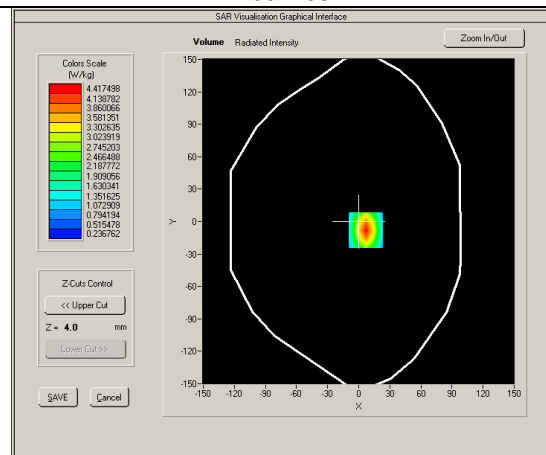 SAR Visualisation Graphical Interface
Volume Radiated Intensity
Zoom In/Out
Colors Scale
(W/kg)
4.417498
4.138782
3.860066
3.581351
3.302635
3.023919
2.745203
2.466488
2.187772
1.909056
1.630341
1.351625
1.072909
0.794194
0.515478
0.236762
Z-Cuts Control
<< Upper Cut
Z = 4.0 mm
Lower Cut >>
SAVE Cancel
150
120
90
60
30
0
-30
-60
-90
-120
-150
Y
-150 -120 -90 -60 -30 0 30 60 90 120 150
X